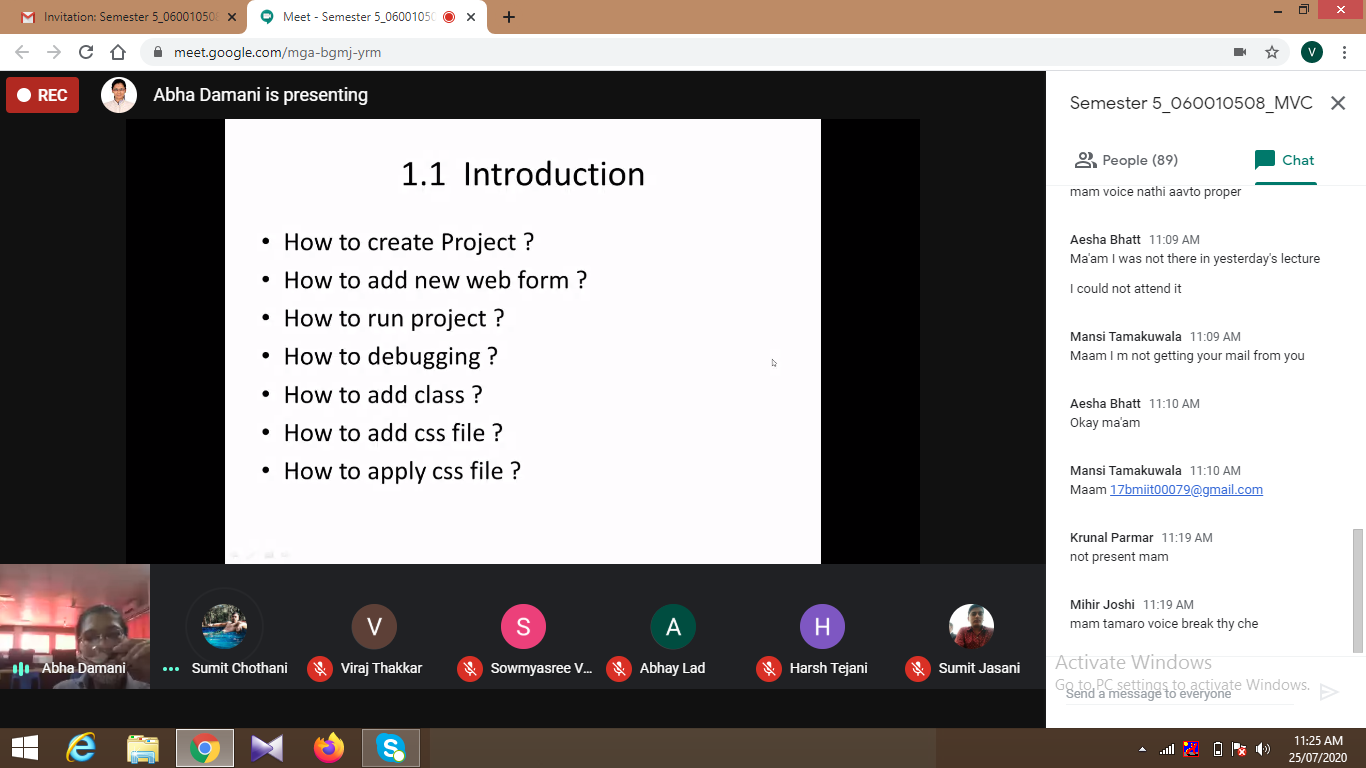 Invitation: Semester 5_06001050
Meet - Semester 5_06001050
meet.google.com/mga-bgmj-yrm
V
REC
Abha Damani is presenting
1.1 Introduction
• How to create Project ?
• How to add new web form ?
• How to run project ?
• How to debugging ?
• How to add class ?
• How to add css file ?
• How to apply css file ?
Abha Damani
Sumit Chothani
V
Viraj Thakkar
S
Sowmyasree V...
A
Abhay Lad
H
Harsh Tejani
Sumit Jasani
Semester 5_060010508_MVC
People (89)
Chat
mam voice nathi aavto proper
Aesha Bhatt 11:09 AM
Ma'am I was not there in yesterday's lecture
I could not attend it
Mansi Tamakuwala 11:09 AM
Maam I m not getting your mail from you
Aesha Bhatt 11:10 AM
Okay ma'am
Mansi Tamakuwala 11:10 AM
Maam 17bmiit00079@gmail.com
Krunal Parmar 11:19 AM
not present mam
Mihir Joshi 11:19 AM
mam tamaro voice break thy che
Activate Windows
Go to PC settings to activate Windows.
Send a message to everyone
11:25 AM
25/07/2020